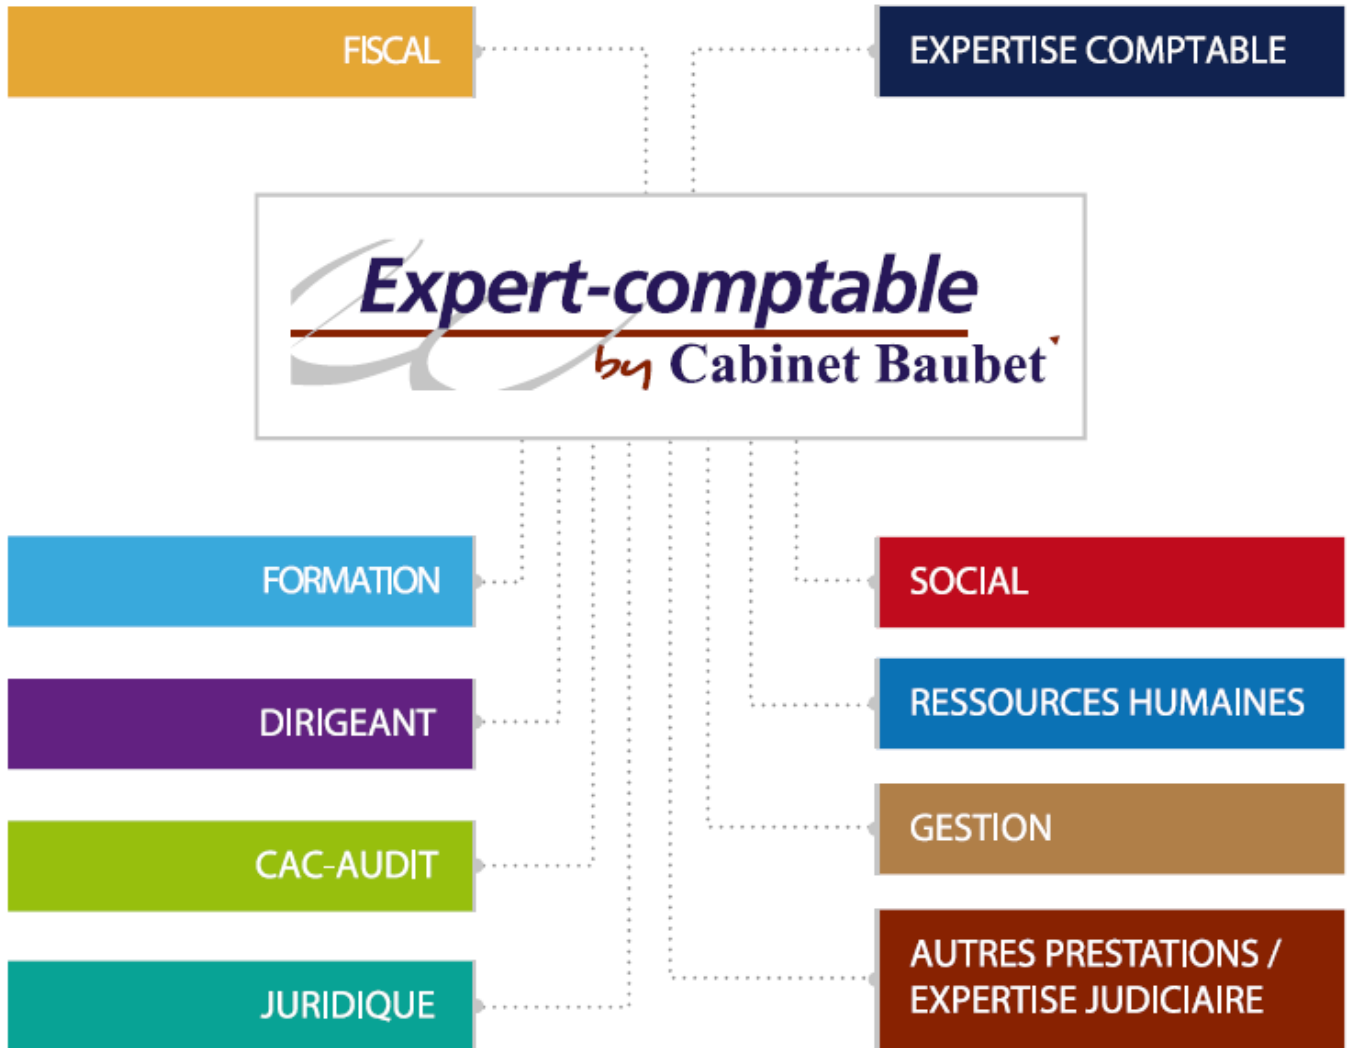 FISCAL
EXPERTISE COMPTABLE
Expert-comptable
by Cabinet Baubet
FORMATION
DIRIGEANT
CAC-AUDIT
JURIDIQUE
SOCIAL
RESSOURCES HUMAINES
GESTION
AUTRES PRESTATIONS /
EXPERTISE JUDICIAIRE